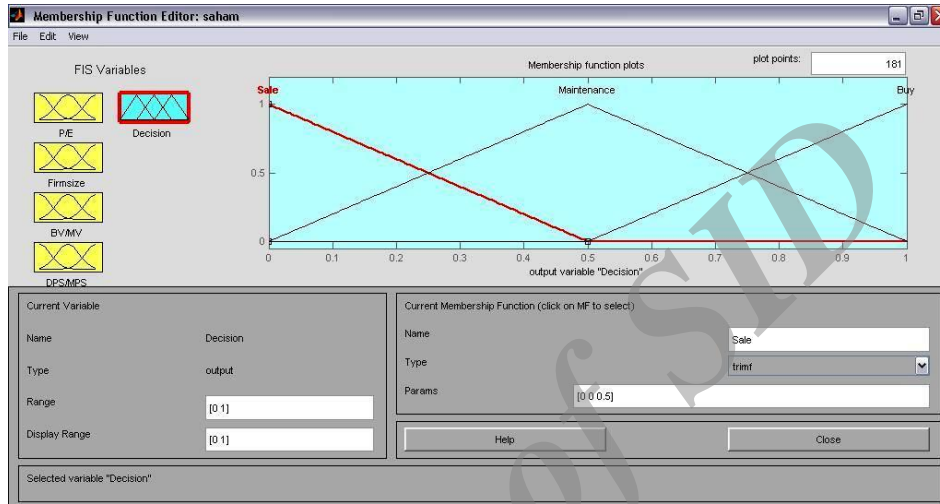 Membership Function Editor: saham
File Edit View
FIS Variables
P/E
Decision
Firmsize
BV/MV
DPS/MPS
Membership function plots
plot points:
181
Sale
Maintenance
Buy
1
0.5
0
0 0.1 0.2 0.3 0.4 0.5 0.6 0.7 0.8 0.9 1
output variable "Decision"
Current Variable
Name Decision
Type output
Range [0 1]
Display Range [0 1]
Current Membership Function (click on MF to select)
Name Sale
Type trimf
Params [0 0 0.5]
Help Close
Selected variable "Decision"
of SID